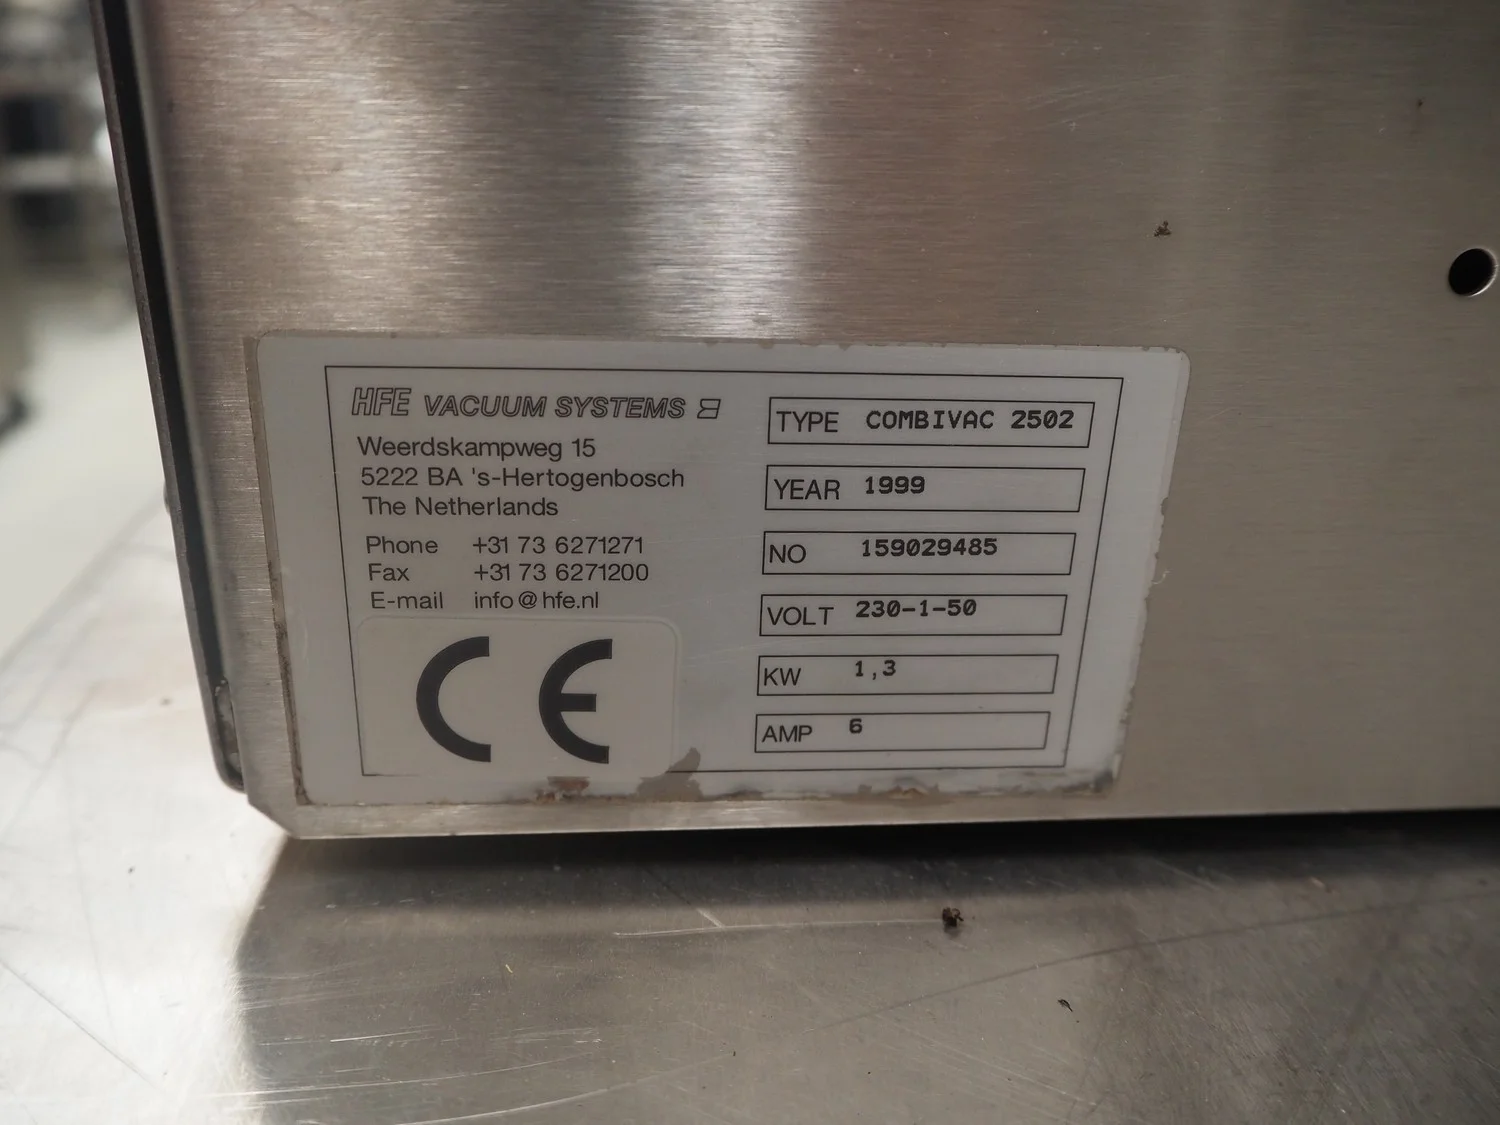 HFE VACUUM SYSTEMS
Weerdskampweg 15
5222 BA 's-Hertogenbosch
The Netherlands
Phone +31 73 6271271
Fax +31 73 6271200
E-mail info@hfe.nl
CE
TYPE COMBIVAC 2502
YEAR 1999
NO 159029485
VOLT 230-1-50
KW 1,3
AMP 6